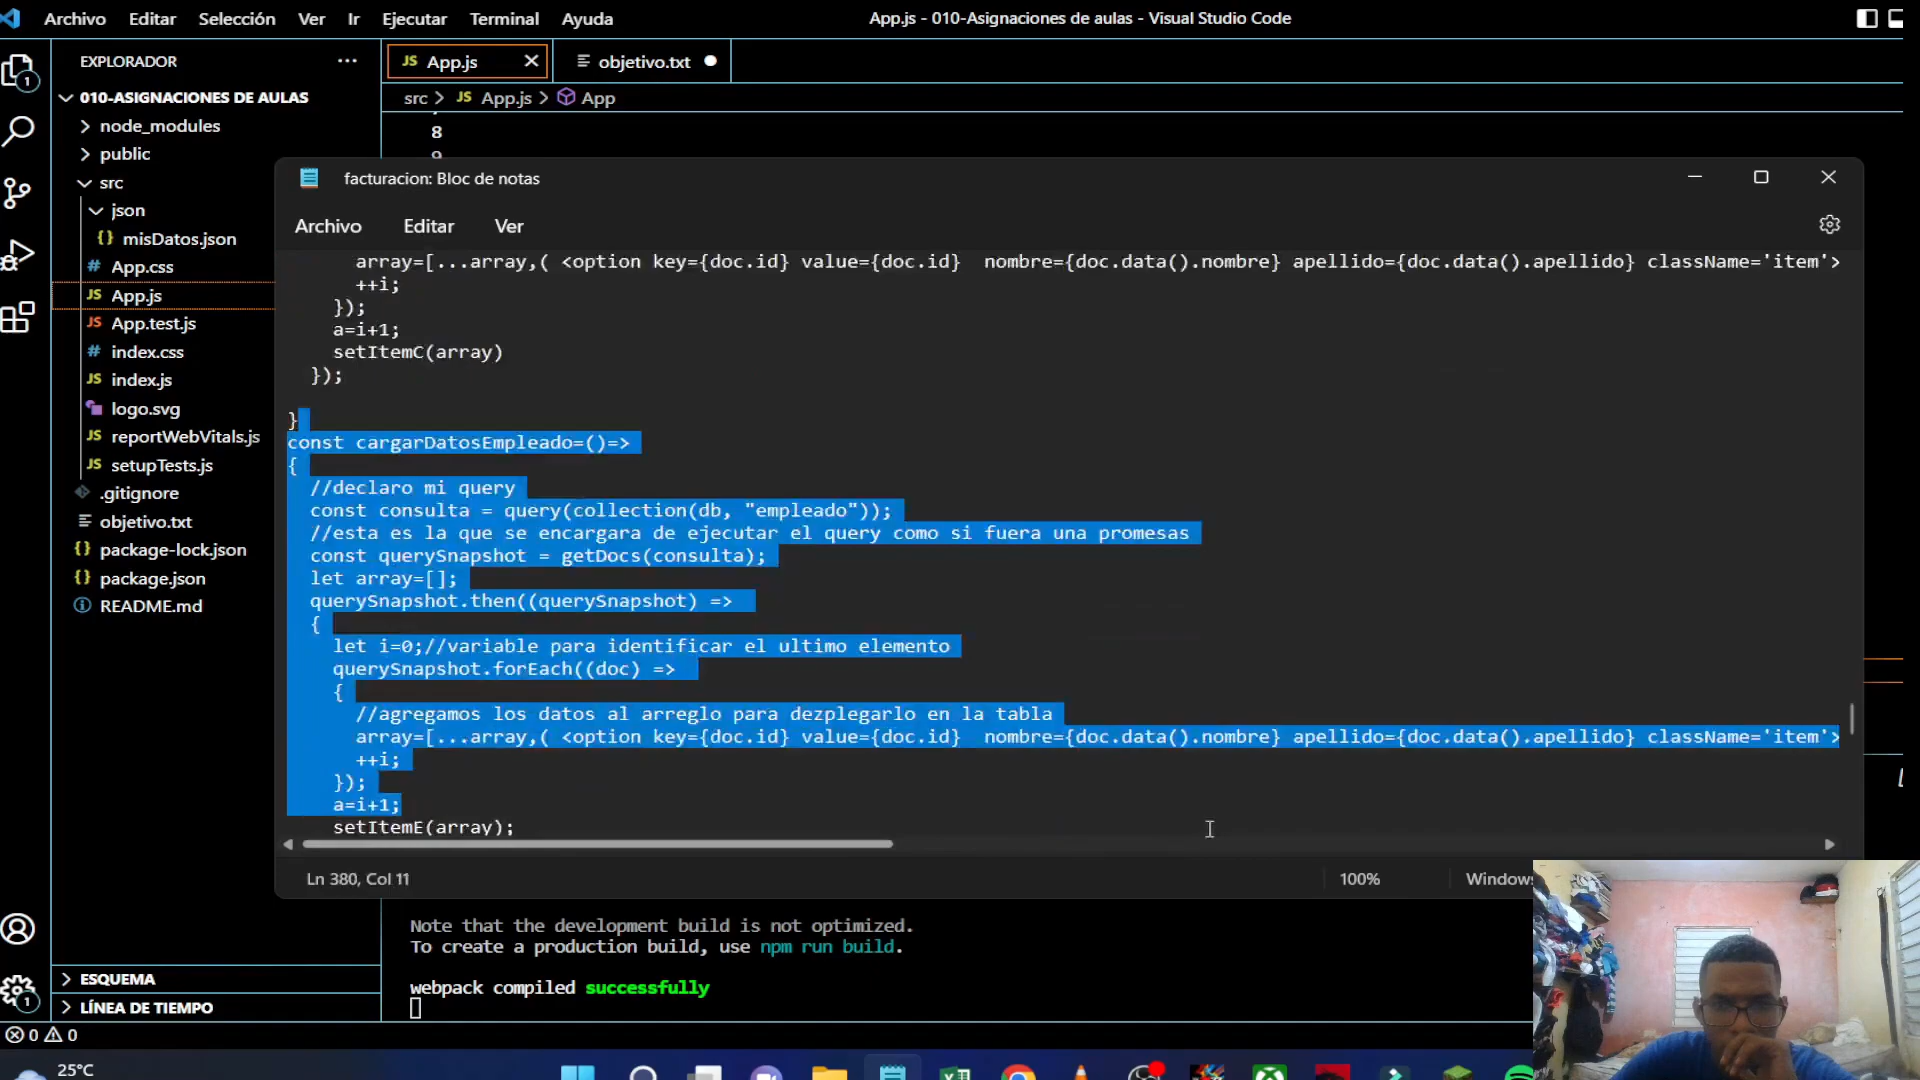 Archivo Editar Selección Ver Ir Ejecutar Terminal Ayuda
App.js - 010-Asignaciones de aulas - Visual Studio Code
EXPLORADOR ···
JS App.js
objetivo.txt
src > JS App.js > App
010-ASIGNACIONES DE AULAS
node_modules
public
src
json
{} misDatos.json
# App.css
JS App.js
JS App.test.js
# index.css
JS index.js
logo.svg
JS reportWebVitals.js
JS setupTests.js
.gitignore
objetivo.txt
{} package-lock.json
{} package.json
README.md
ESQUEMA
LÍNEA DE TIEMPO
8
9
facturacion: Bloc de notas
Archivo Editar Ver
array=[...array,( <option key={doc.id} value={doc.id}  nombre={doc.data().nombre} apellido={doc.data().apellido} className='item'>
++i;
});
a=i+1;
setItemC(array)
});
}
const cargarDatosEmpleado=()=>
{
//declaro mi query
const consulta = query(collection(db, "empleado"));
//esta es la que se encargara de ejecutar el query como si fuera una promesas
const querySnapshot = getDocs(consulta);
let array=[];
querySnapshot.then((querySnapshot) =>
{
let i=0;//variable para identificar el ultimo elemento
querySnapshot.forEach((doc) =>
{
//agregamos los datos al arreglo para dezplegarlo en la tabla
array=[...array,( <option key={doc.id} value={doc.id}  nombre={doc.data().nombre} apellido={doc.data().apellido} className='item'>
++i;
});
a=i+1;
setItemE(array);
Ln 380, Col 11
100%
Windows
Note that the development build is not optimized.
To create a production build, use npm run build.
webpack compiled successfully
1
1
0 0
25°C